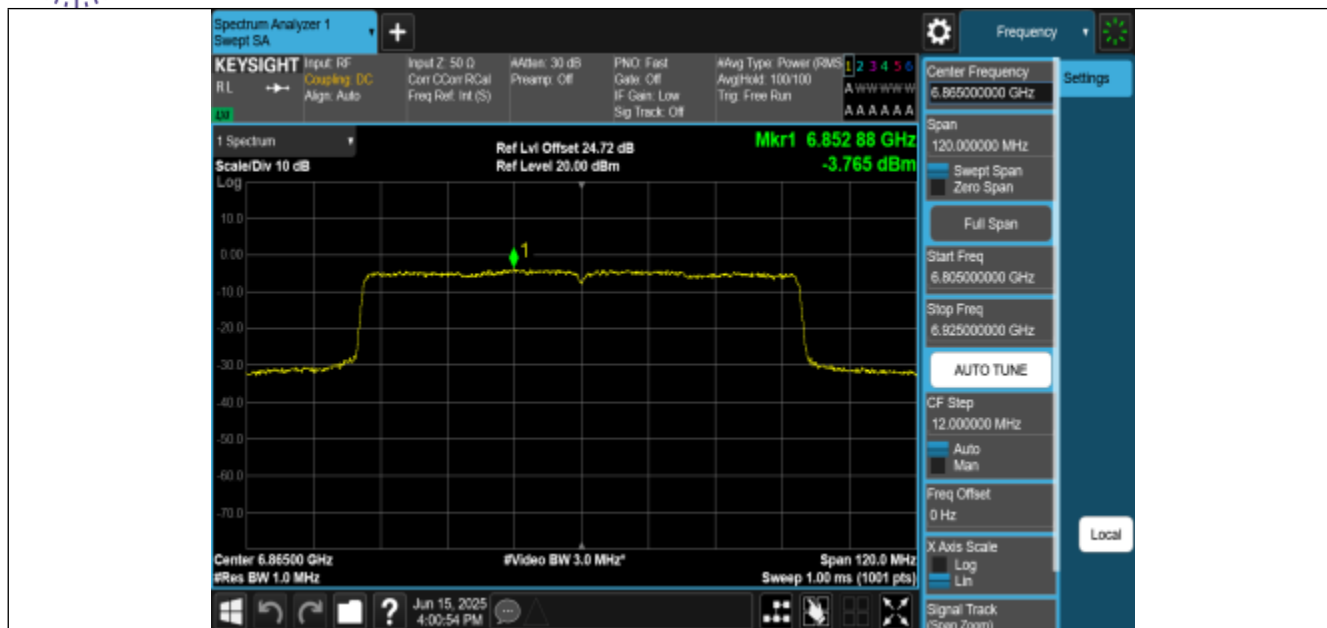 Spectrum Analyzer 1
Swept SA
+
Frequency
KEYSIGHT
RL
Input: RF
Coupling: DC
Align: Auto
Input Z: 50 Ω
Corr CCorr RCal
Freq Ref: Int (S)
#Atten: 30 dB
Preamp: Off
PNO: Fast
Gate: Off
IF Gain: Low
Sig Track: Off
#Avg Type: Power (RMS
Avg|Hold: 100/100
Trig: Free Run
1 2 3 4 5 6
A W W W W W
A A A A A A
1 Spectrum
Scale/Div 10 dB
Log
Ref Lvl Offset 24.72 dB
Ref Level 20.00 dBm
Mkr1 6.852 88 GHz
-3.765 dBm
10.0
0.00
-10.0
-20.0
-30.0
-40.0
-50.0
-60.0
-70.0
1
Center 6.86500 GHz
#Res BW 1.0 MHz
#Video BW 3.0 MHz*
Span 120.0 MHz
Sweep 1.00 ms (1001 pts)
Center Frequency
6.865000000 GHz
Settings
Span
120.000000 MHz
Swept Span
Zero Span
Full Span
Start Freq
6.805000000 GHz
Stop Freq
6.925000000 GHz
AUTO TUNE
CF Step
12.000000 MHz
Auto
Man
Freq Offset
0 Hz
X Axis Scale
Log
Lin
Local
Signal Track
(Span Zoom)
?
Jun 15, 2025
4:00:54 PM